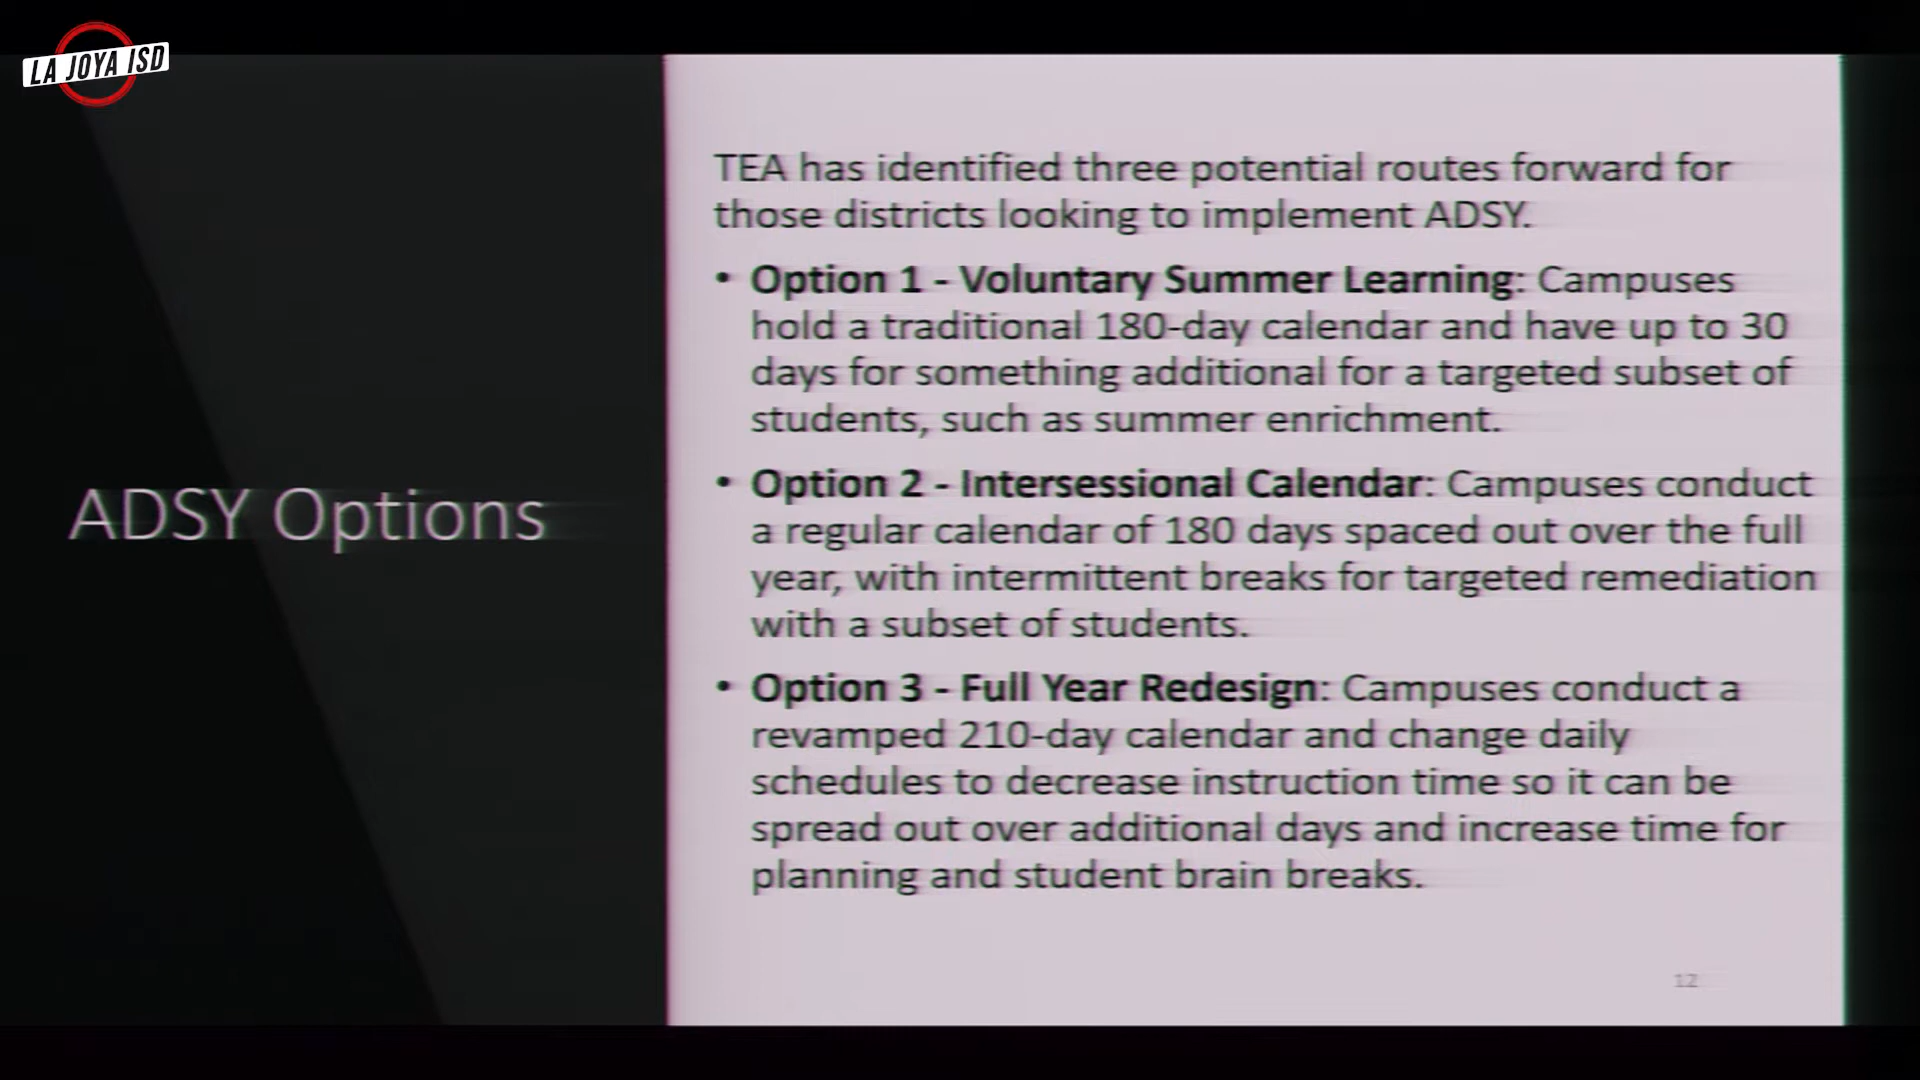 LA JOYA ISD
ADSY Options
TEA has identified three potential routes forward for
those districts looking to implement ADSY.
• Option 1 - Voluntary Summer Learning: Campuses
hold a traditional 180-day calendar and have up to 30
days for something additional for a targeted subset of
students, such as summer enrichment.
• Option 2 - Intersessional Calendar: Campuses conduct
a regular calendar of 180 days spaced out over the full
year, with intermittent breaks for targeted remediation
with a subset of students.
• Option 3 - Full Year Redesign: Campuses conduct a
revamped 210-day calendar and change daily
schedules to decrease instruction time so it can be
spread out over additional days and increase time for
planning and student brain breaks.
12